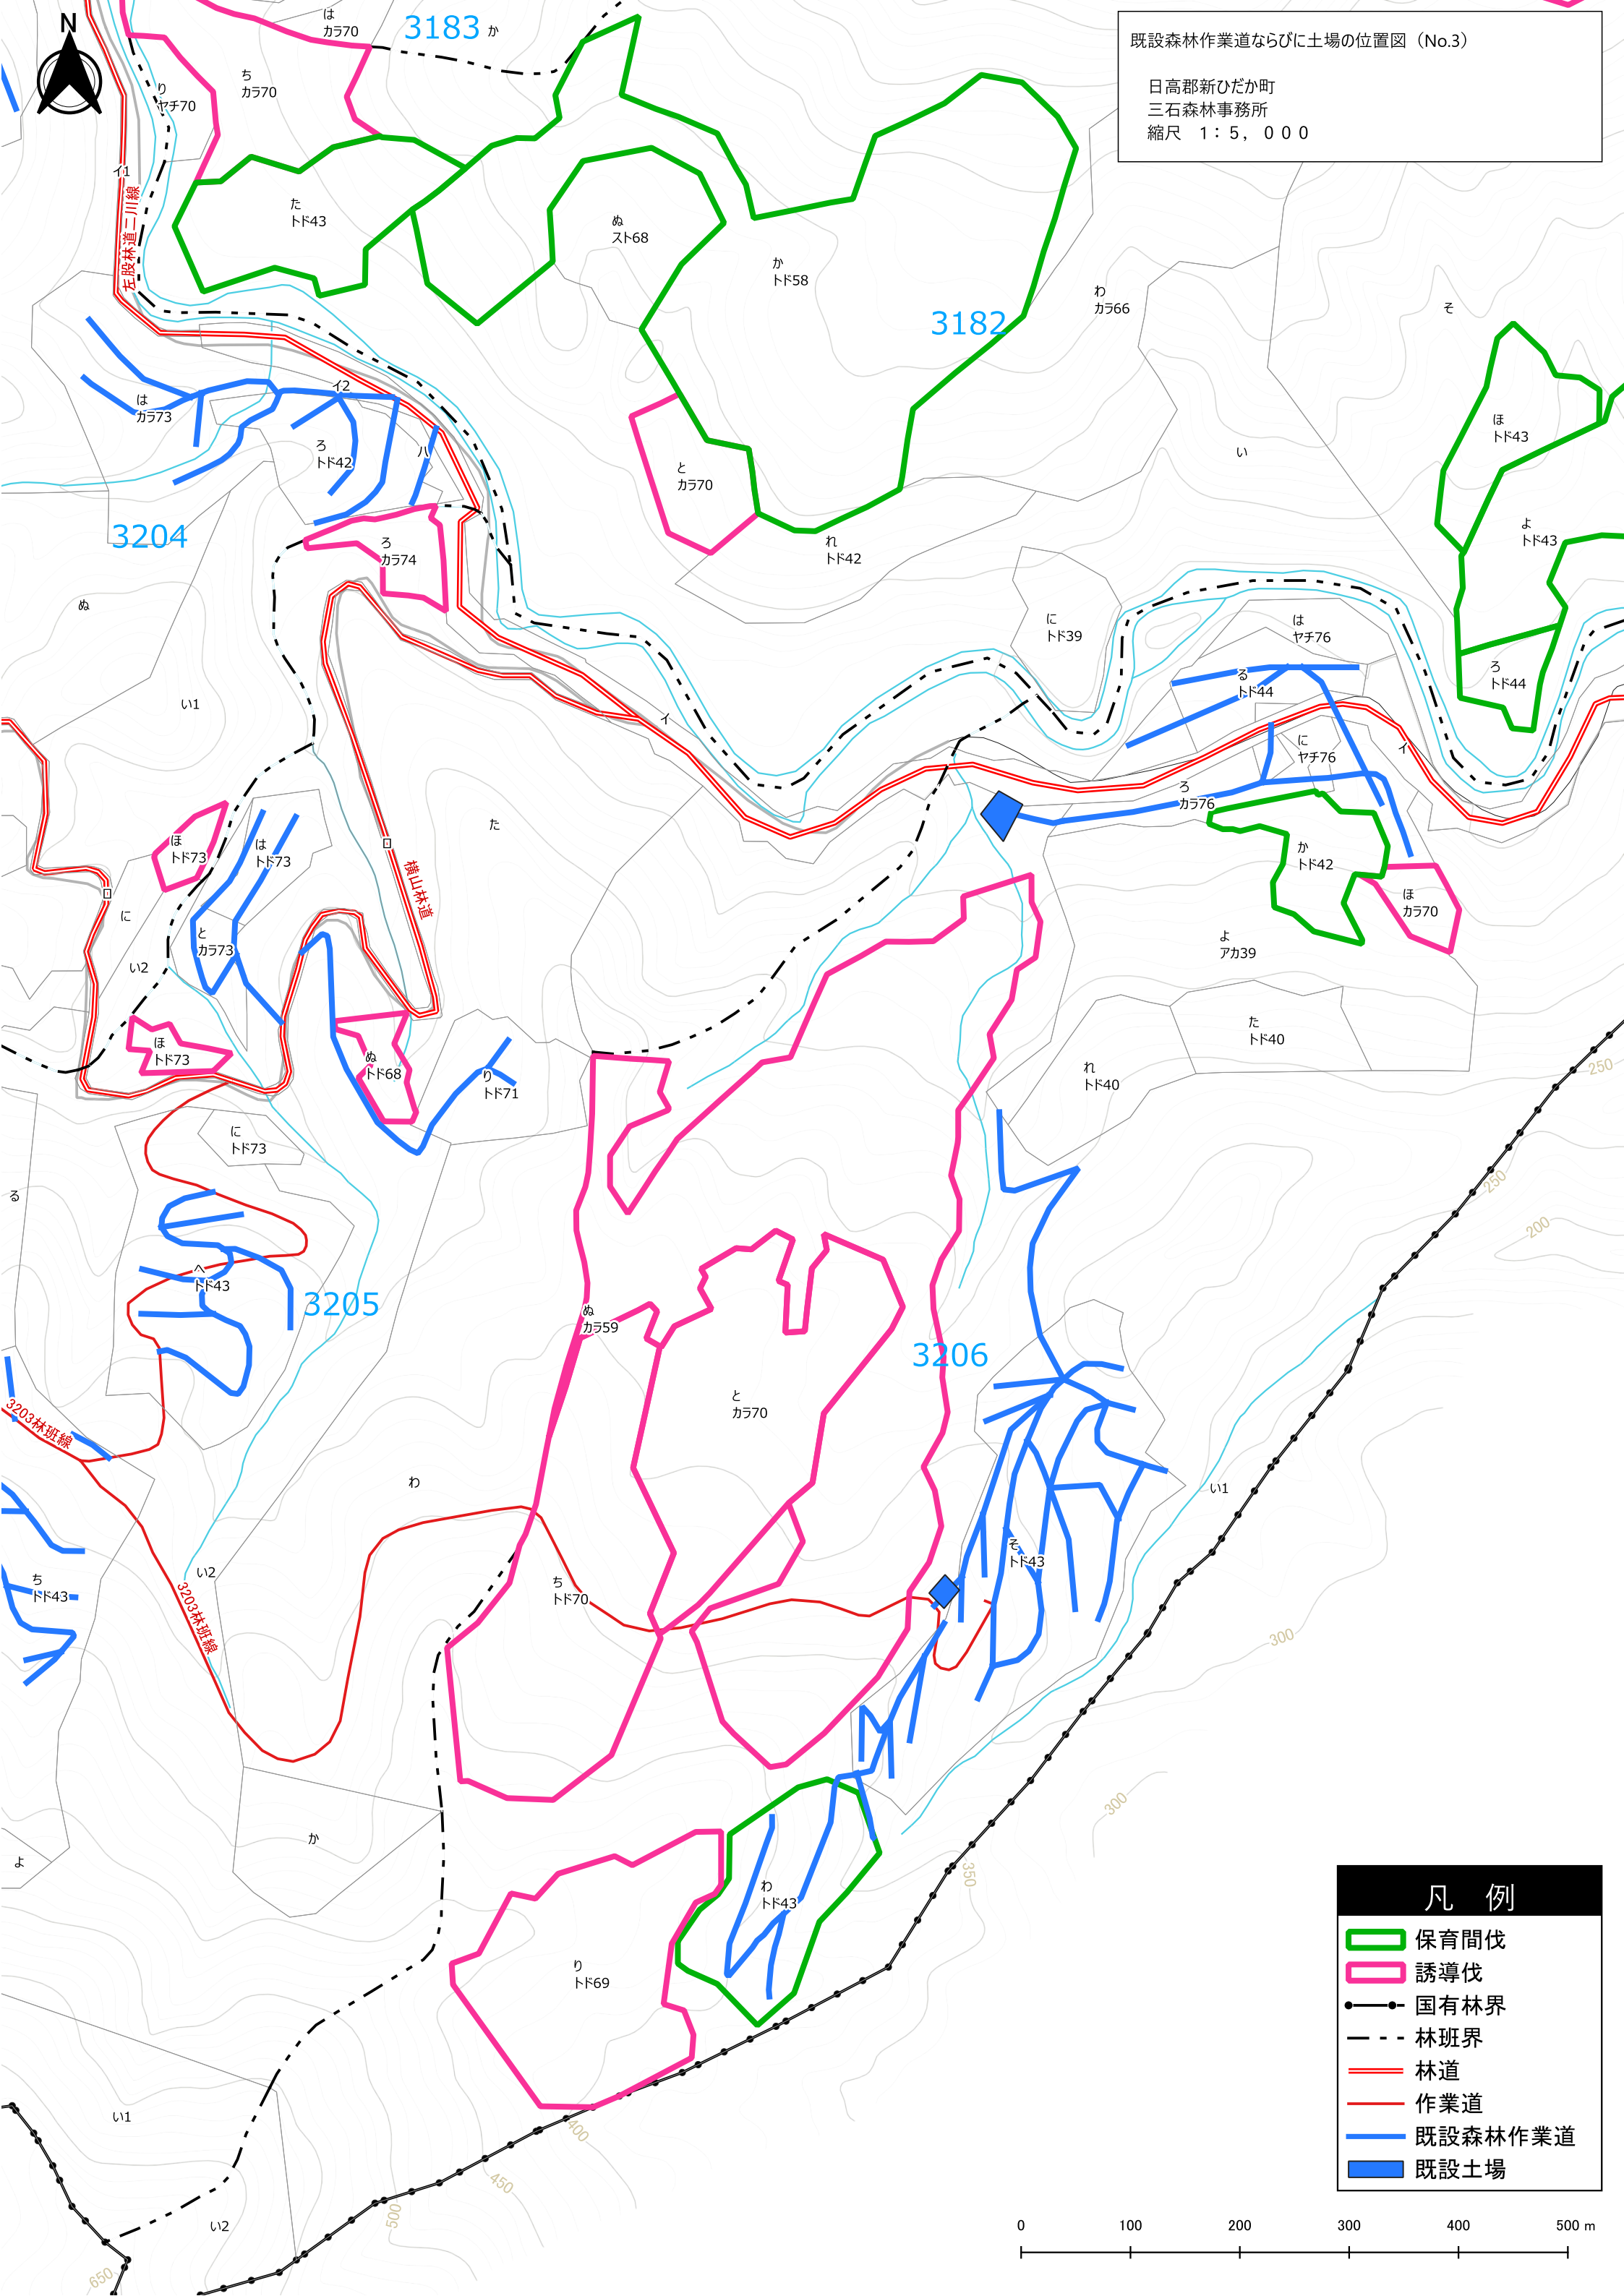 既設森林作業道ならびに土場の位置図（No.3）
日高郡新ひだか町
三石森林事務所
縮尺　１：５，０００
N
は
カラ70
3183
か
ち
カラ70
り
ヤチ70
イ1
左股林道二川線
た
トド43
ぬ
スト68
か
トド58
3182
わ
カラ66
そ
は
カラ73
イ2
ろ
トド42
ハ
と
カラ70
い
ほ
トド43
よ
トド43
3204
ろ
カラ74
れ
トド42
ぬ
に
トド39
は
ヤチ76
る
トド44
ろ
トド44
い1
イ
に
ヤチ76
イ
ろ
カラ76
た
ほ
トド73
は
トド73
ロ
横山林道
か
トド42
ロ
に
と
カラ73
い2
ほ
カラ70
よ
アカ39
ほ
トド73
ぬ
トド68
り
トド71
た
トド40
れ
トド40
250
に
トド73
る
250
200
へ
トド43
3205
ぬ
カラ59
3206
と
カラ70
3203林班線
わ
い1
そ
トド43
い2
ち
トド43
ち
トド70
3203林班線
300
300
か
よ
350
わ
トド43
り
トド69
い1
400
450
500
い2
650
凡　例
保育間伐
誘導伐
国有林界
林班界
林道
作業道
既設森林作業道
既設土場
0 100 200 300 400 500 m